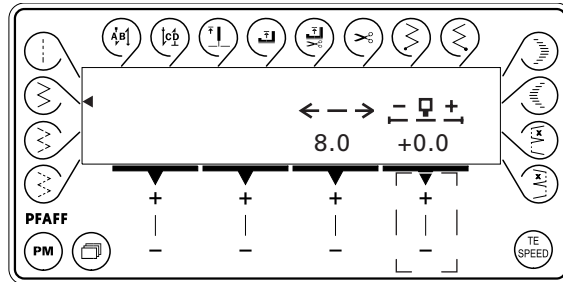 A B C d
8.0 +0.0
+ + + +
PFAFF
− − − −
PM TE
SPEED